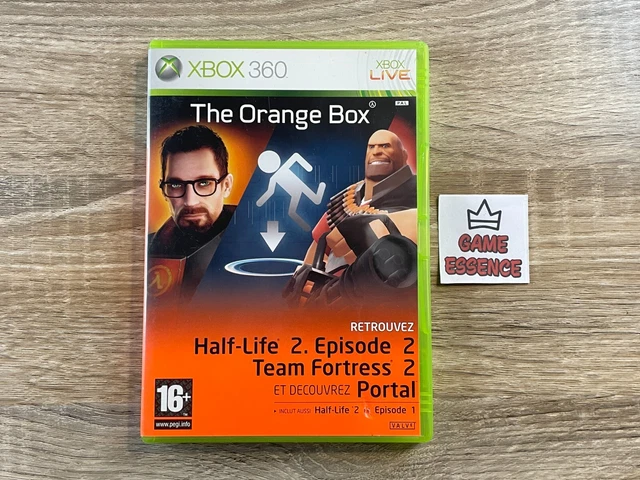 XBOX 360
XBOX
LIVE
The Orange Box
PAL
GAME
ESSENCE
RETROUVEZ
Half-Life 2. Episode 2
Team Fortress 2
ET DECOUVREZ Portal
• INCLUT AUSSI Half-Life 2 Episode 1
16+
www.pegi.info
VALVE